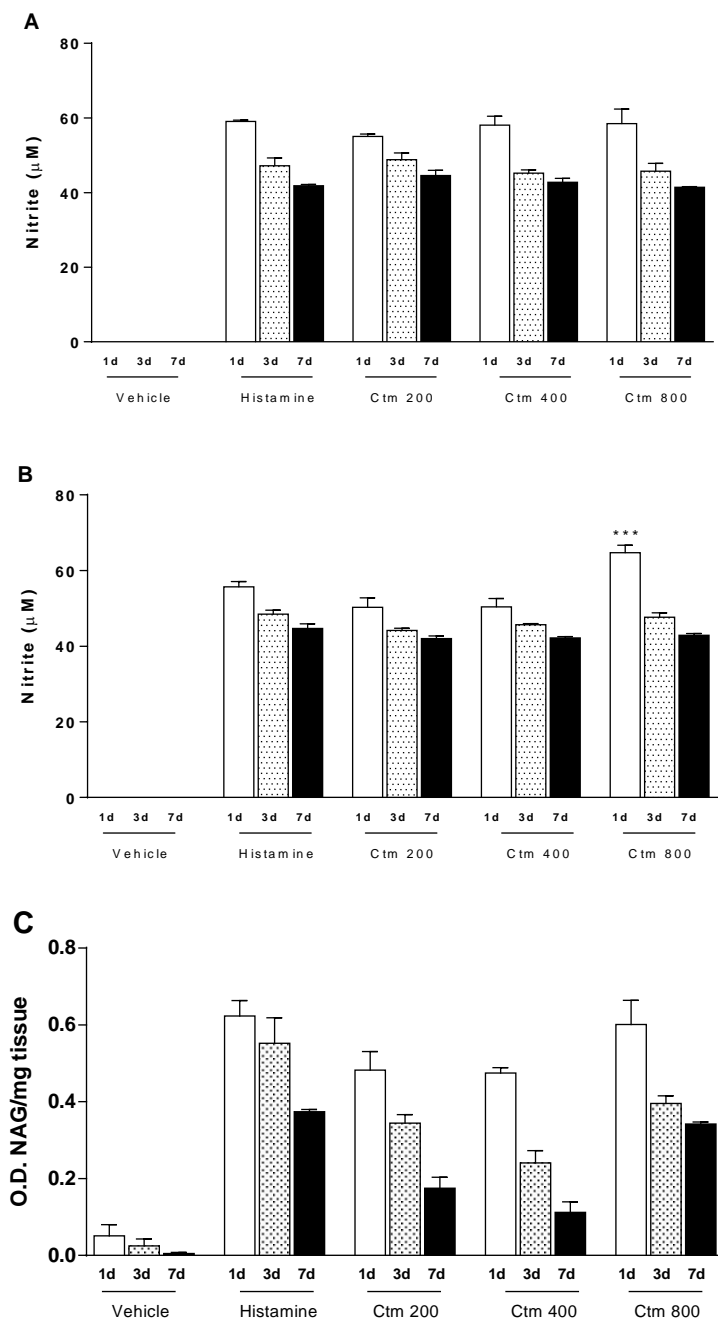 A
80
60
40
20
0
Nitrite (µM)
1d 3d 7d 1d 3d 7d 1d 3d 7d 1d 3d 7d 1d 3d 7d
Vehicle Histamine Ctm 200 Ctm 400 Ctm 800
B
80
***
60
40
20
0
Nitrite (µM)
1d 3d 7d 1d 3d 7d 1d 3d 7d 1d 3d 7d 1d 3d 7d
Vehicle Histamine Ctm 200 Ctm 400 Ctm 800
C
0.8
0.6
0.4
0.2
0.0
O.D. NAG/mg tissue
1d 3d 7d 1d 3d 7d 1d 3d 7d 1d 3d 7d 1d 3d 7d
Vehicle Histamine Ctm 200 Ctm 400 Ctm 800